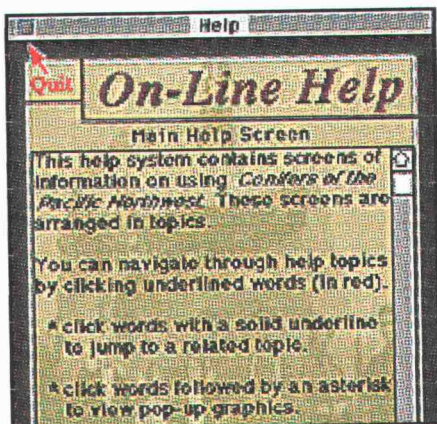 Help
Quit
On-Line Help
Main Help Screen
This help system contains screens of
information on using Conifers of the
Pacific Northwest. These screens are
arranged in topics.
You can navigate through help topics
by clicking underlined words (in red).
* click words with a solid underline
to jump to a related topic.
* click words followed by an asterisk
to view pop-up graphics.